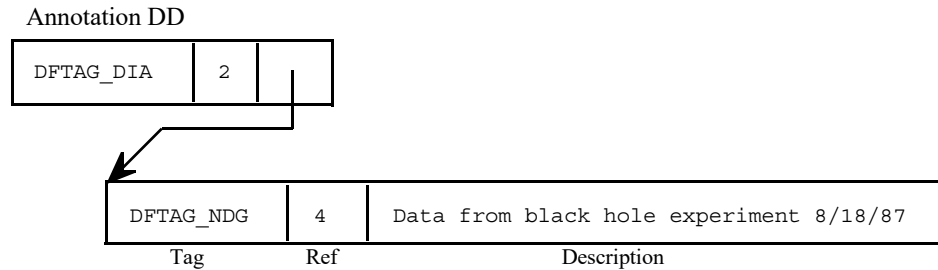 Annotation DD
DFTAG_DIA 2
DFTAG_NDG 4 Data from black hole experiment 8/18/87
Tag Ref Description